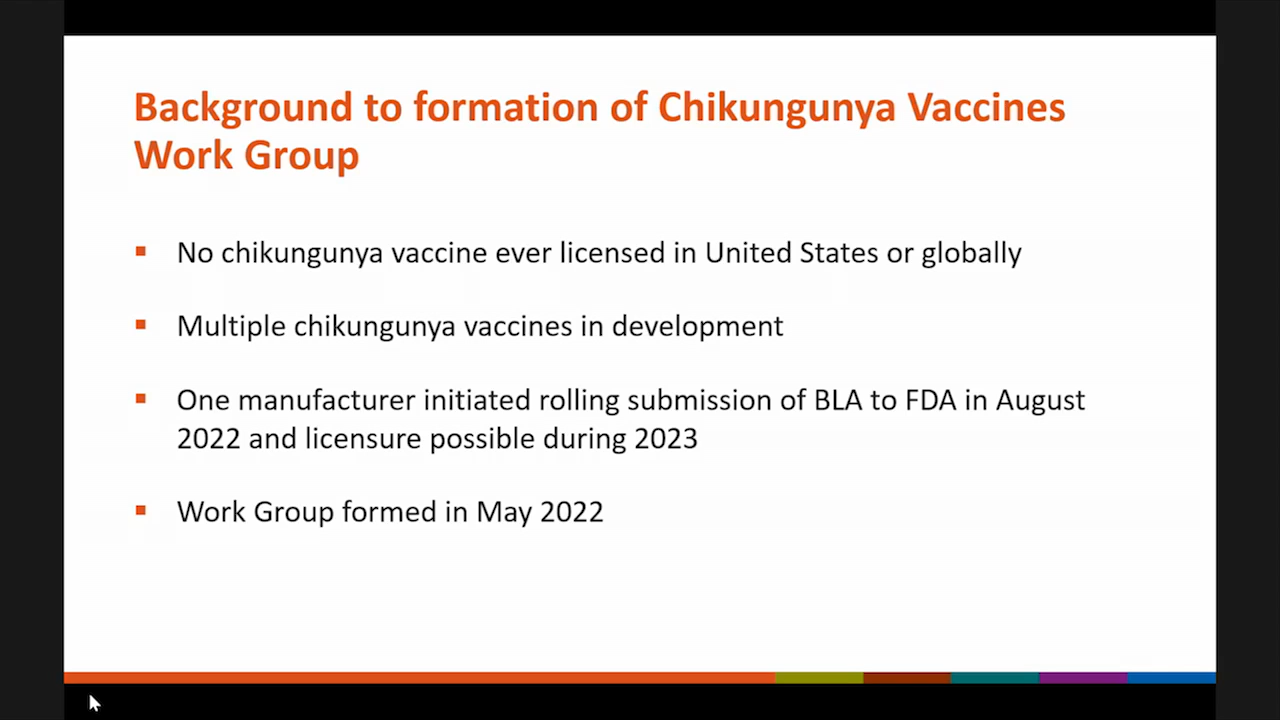 Background to formation of Chikungunya Vaccines
Work Group
▪ No chikungunya vaccine ever licensed in United States or globally
▪ Multiple chikungunya vaccines in development
▪ One manufacturer initiated rolling submission of BLA to FDA in August
2022 and licensure possible during 2023
▪ Work Group formed in May 2022